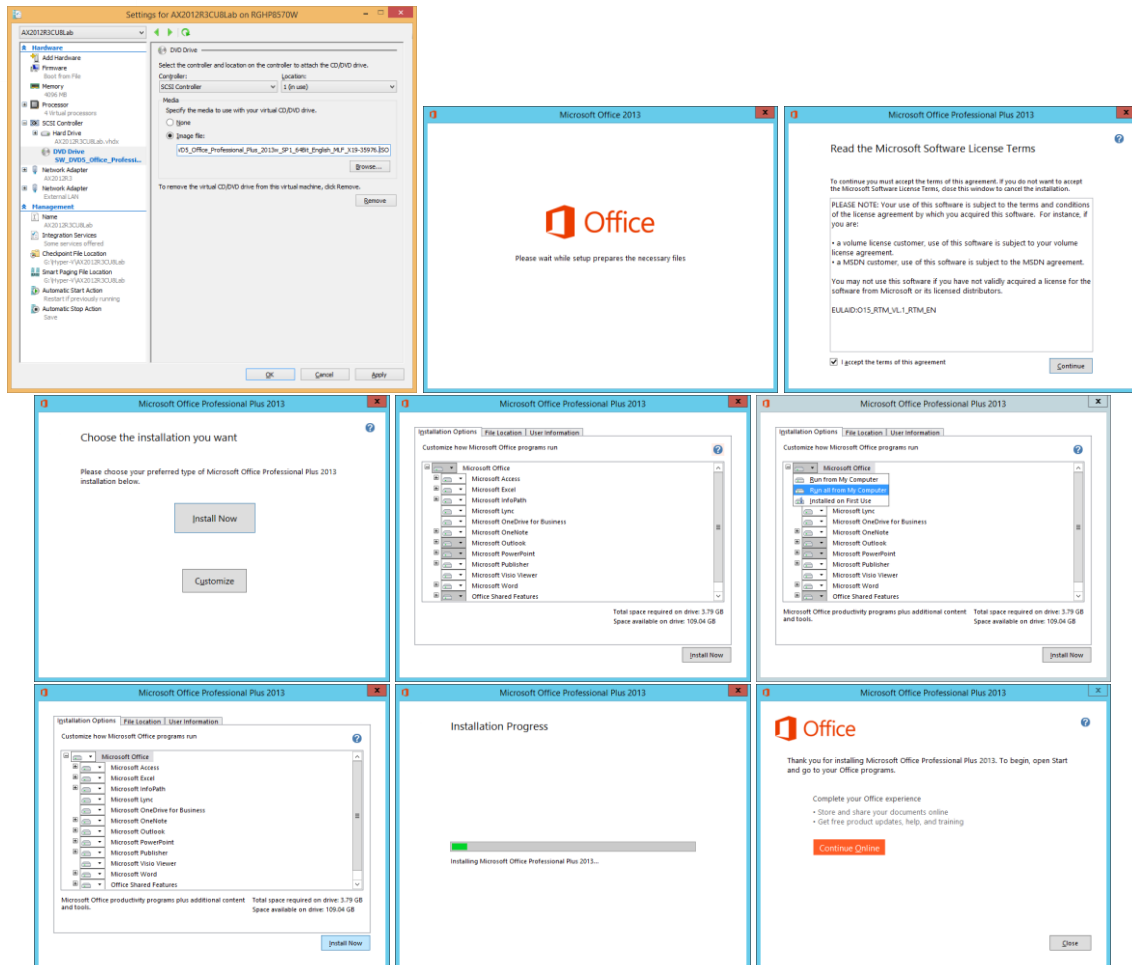 Settings for AX2012R3CU8Lab on RGHP8570W
AX2012R3CU8Lab
Hardware
Add Hardware
Firmware
Boot from File
Memory
4096 MB
Processor
4 Virtual processors
SCSI Controller
Hard Drive
AX2012R3CU8Lab.vhdx
DVD Drive
SW_DVD5_Office_Professi...
Network Adapter
AX2012R3
Network Adapter
External LAN
Management
Name
AX2012R3CU8Lab
Integration Services
Some services offered
Checkpoint File Location
G:\Hyper-V\AX2012R3CU8Lab
Smart Paging File Location
G:\Hyper-V\AX2012R3CU8Lab
Automatic Start Action
Restart if previously running
Automatic Stop Action
Save
DVD Drive
Select the controller and location on the controller to attach the CD/DVD drive.
Controller:
Location:
SCSI Controller
1 (in use)
Media
Specify the media to use with your virtual CD/DVD drive.
None
Image file:
VD5_Office_Professional_Plus_2013w_SP1_64Bit_English_MLF_X19-35976.ISO
Browse...
To remove the virtual CD/DVD drive from this virtual machine, click Remove.
Remove
OK
Cancel
Apply
Microsoft Office 2013
Office
Please wait while setup prepares the necessary files
Microsoft Office Professional Plus 2013
Read the Microsoft Software License Terms
To continue you must accept the terms of this agreement. If you do not want to accept
the Microsoft Software License Terms, close this window to cancel the installation.
PLEASE NOTE: Your use of this software is subject to the terms and conditions
of the license agreement by which you acquired this software. For instance, if
you are:
• a volume license customer, use of this software is subject to your volume
license agreement.
• a MSDN customer, use of this software is subject to the MSDN agreement.
You may not use this software if you have not validly acquired a license for the
software from Microsoft or its licensed distributors.
EULAID:O15_RTM_VL.1_RTM_EN
I accept the terms of this agreement
Continue
Microsoft Office Professional Plus 2013
Choose the installation you want
Please choose your preferred type of Microsoft Office Professional Plus 2013
installation below.
Install Now
Customize
Microsoft Office Professional Plus 2013
Installation Options
File Location
User Information
Customize how Microsoft Office programs run
Microsoft Office
Microsoft Access
Microsoft Excel
Microsoft InfoPath
Microsoft Lync
Microsoft OneDrive for Business
Microsoft OneNote
Microsoft Outlook
Microsoft PowerPoint
Microsoft Publisher
Microsoft Visio Viewer
Microsoft Word
Office Shared Features
Total space required on drive: 3.79 GB
Space available on drive: 109.04 GB
Install Now
Microsoft Office Professional Plus 2013
Installation Options
File Location
User Information
Customize how Microsoft Office programs run
Microsoft Office
Run from My Computer
Run all from My Computer
Installed on First Use
Microsoft Lync
Microsoft OneDrive for Business
Microsoft OneNote
Microsoft Outlook
Microsoft PowerPoint
Microsoft Publisher
Microsoft Visio Viewer
Microsoft Word
Office Shared Features
Microsoft Office productivity programs plus additional content
and tools.
Total space required on drive: 3.79 GB
Space available on drive: 109.04 GB
Install Now
Microsoft Office Professional Plus 2013
Installation Options
File Location
User Information
Customize how Microsoft Office programs run
Microsoft Office
Microsoft Access
Microsoft Excel
Microsoft InfoPath
Microsoft Lync
Microsoft OneDrive for Business
Microsoft OneNote
Microsoft Outlook
Microsoft PowerPoint
Microsoft Publisher
Microsoft Visio Viewer
Microsoft Word
Office Shared Features
Microsoft Office productivity programs plus additional content
and tools.
Total space required on drive: 3.79 GB
Space available on drive: 109.04 GB
Install Now
Microsoft Office Professional Plus 2013
Installation Progress
Installing Microsoft Office Professional Plus 2013...
Microsoft Office Professional Plus 2013
Office
Thank you for installing Microsoft Office Professional Plus 2013. To begin, open Start
and go to your Office programs.
Complete your Office experience
• Store and share your documents online
• Get free product updates, help, and training
Continue Online
Close